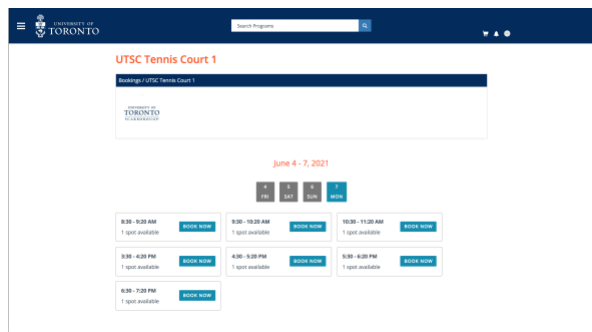 UNIVERSITY OF
TORONTO
Search Programs
UTSC Tennis Court 1
Bookings / UTSC Tennis Court 1
UNIVERSITY OF
TORONTO
SCARBOROUGH
June 4 - 7, 2021
4 5 6 7
FRI SAT SUN MON
8:30 - 9:20 AM
1 spot available
BOOK NOW
9:30 - 10:20 AM
1 spot available
BOOK NOW
10:30 - 11:20 AM
1 spot available
BOOK NOW
3:30 - 4:20 PM
1 spot available
BOOK NOW
4:30 - 5:20 PM
1 spot available
BOOK NOW
5:30 - 6:20 PM
1 spot available
BOOK NOW
6:30 - 7:20 PM
1 spot available
BOOK NOW